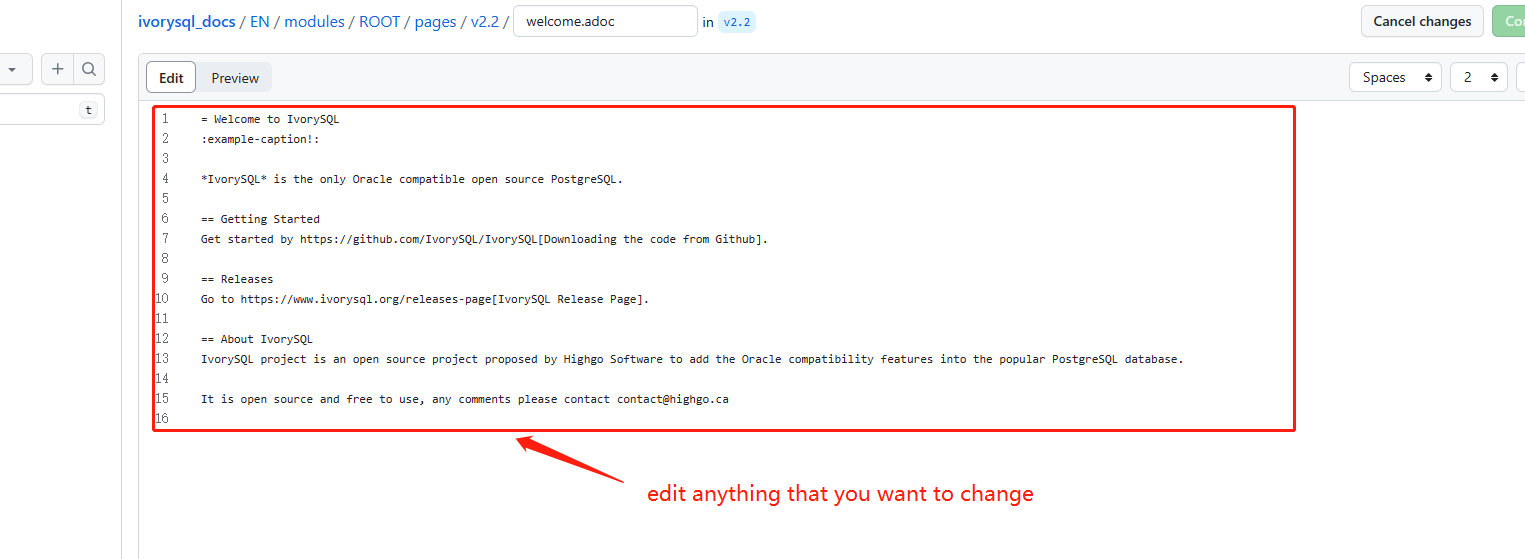 ivorysql_docs / EN / modules / ROOT / pages / v2.2 / welcome.adoc in v2.2
Cancel changes
Edit Preview
Spaces 2
t
1 = Welcome to IvorySQL
2 :example-caption!:
3
4 *IvorySQL* is the only Oracle compatible open source PostgreSQL.
5
6 == Getting Started
7 Get started by https://github.com/IvorySQL/IvorySQL[Downloading the code from Github].
8
9 == Releases
10 Go to https://www.ivorysql.org/releases-page[IvorySQL Release Page].
11
12 == About IvorySQL
13 IvorySQL project is an open source project proposed by Highgo Software to add the Oracle compatibility features into the popular PostgreSQL database.
14
15 It is open source and free to use, any comments please contact contact@highgo.ca
16
edit anything that you want to change